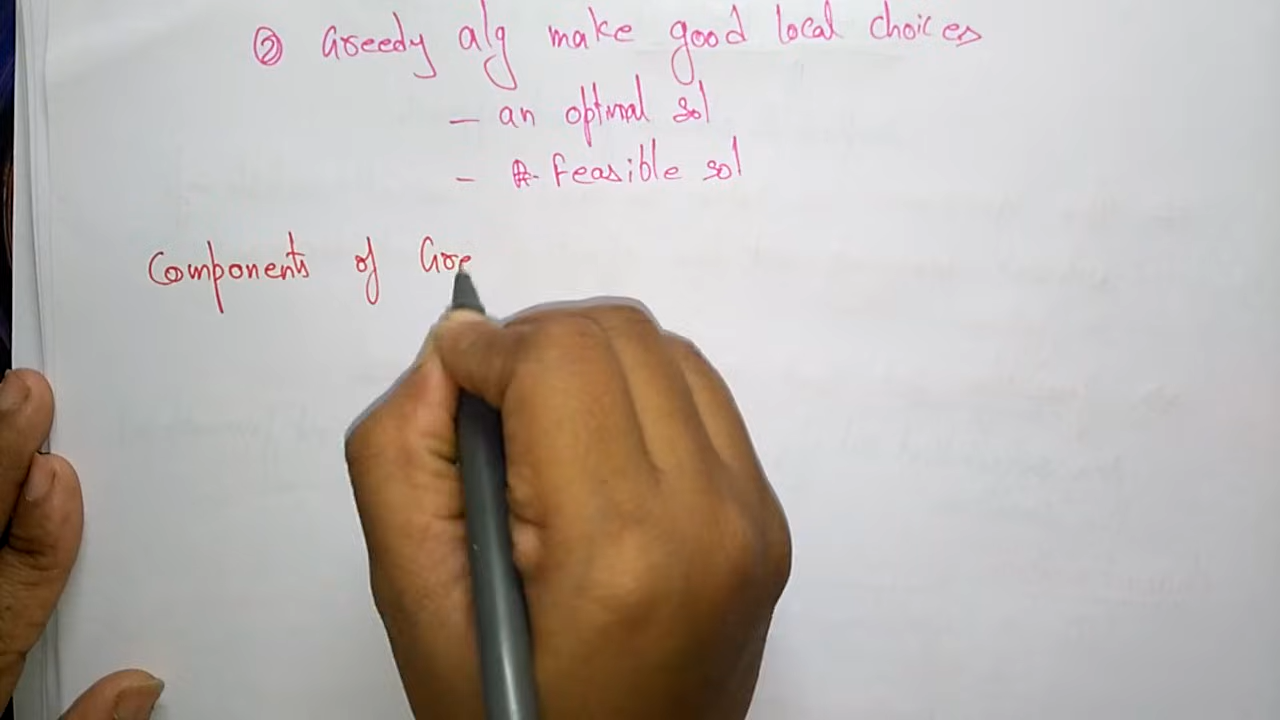 ② Greedy alg make good local choices
- an optimal sol
- feasible sol
Components of Gre